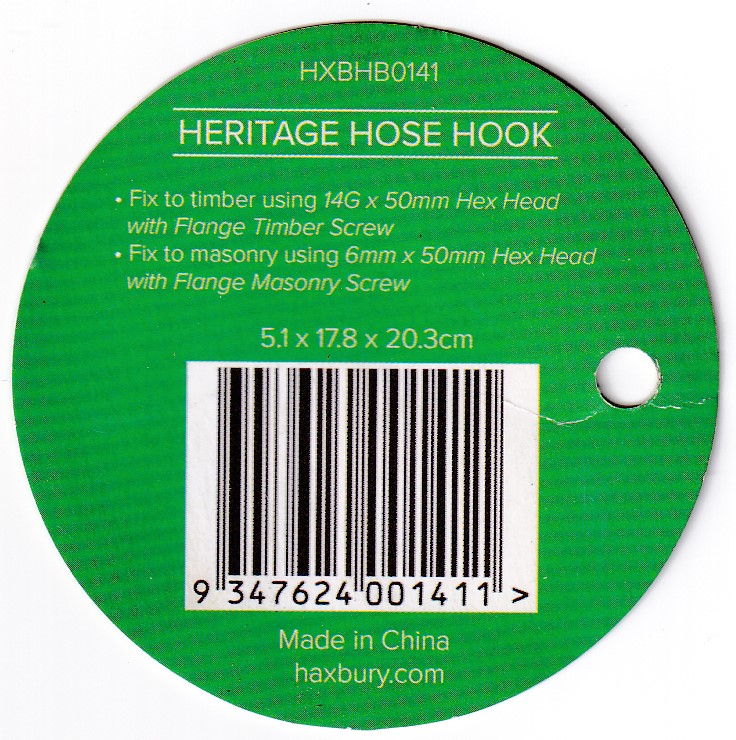 HXBHB0141
HERITAGE HOSE HOOK
• Fix to timber using 14G x 50mm Hex Head
with Flange Timber Screw
• Fix to masonry using 6mm x 50mm Hex Head
with Flange Masonry Screw
5.1 x 17.8 x 20.3cm
9 347624 001411 >
Made in China
haxbury.com